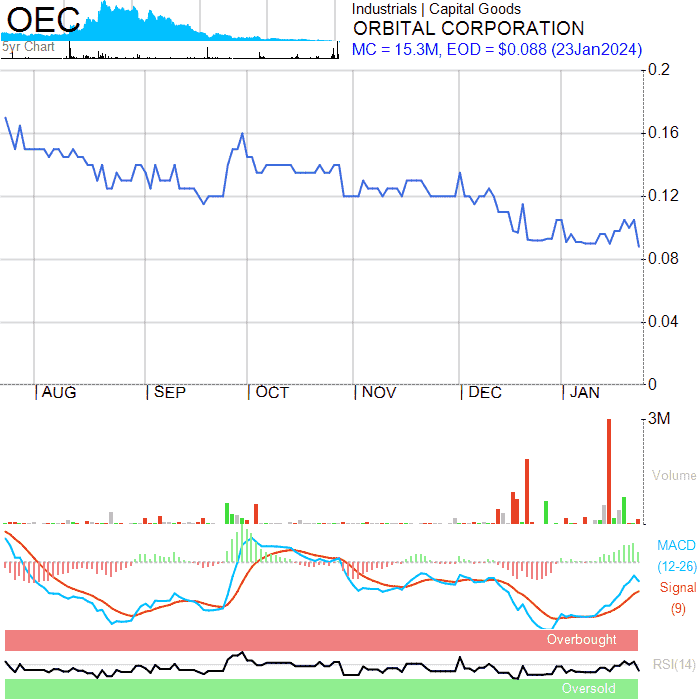 OEC
5yr Chart
Industrials | Capital Goods
ORBITAL CORPORATION
MC = 15.3M, EOD = $0.088 (23Jan2024)
0.2
0.16
0.12
0.08
0.04
0
AUG SEP OCT NOV DEC JAN
3M
Volume
MACD
(12-26)
Signal
(9)
Overbought
RSI(14)
Oversold